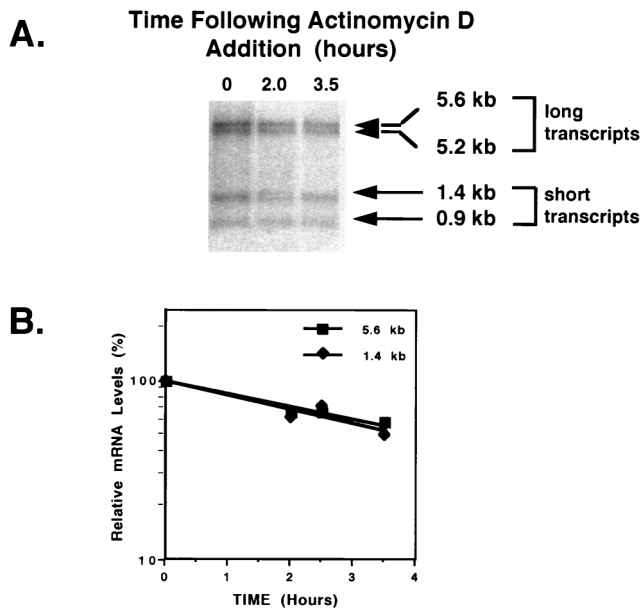 A.
Time Following Actinomycin D
Addition (hours)
0 2.0 3.5
5.6 kb
5.2 kb
long
transcripts
1.4 kb
0.9 kb
short
transcripts
B.
Relative mRNA Levels (%)
100
10
5.6 kb
1.4 kb
0 1 2 3 4
TIME (Hours)